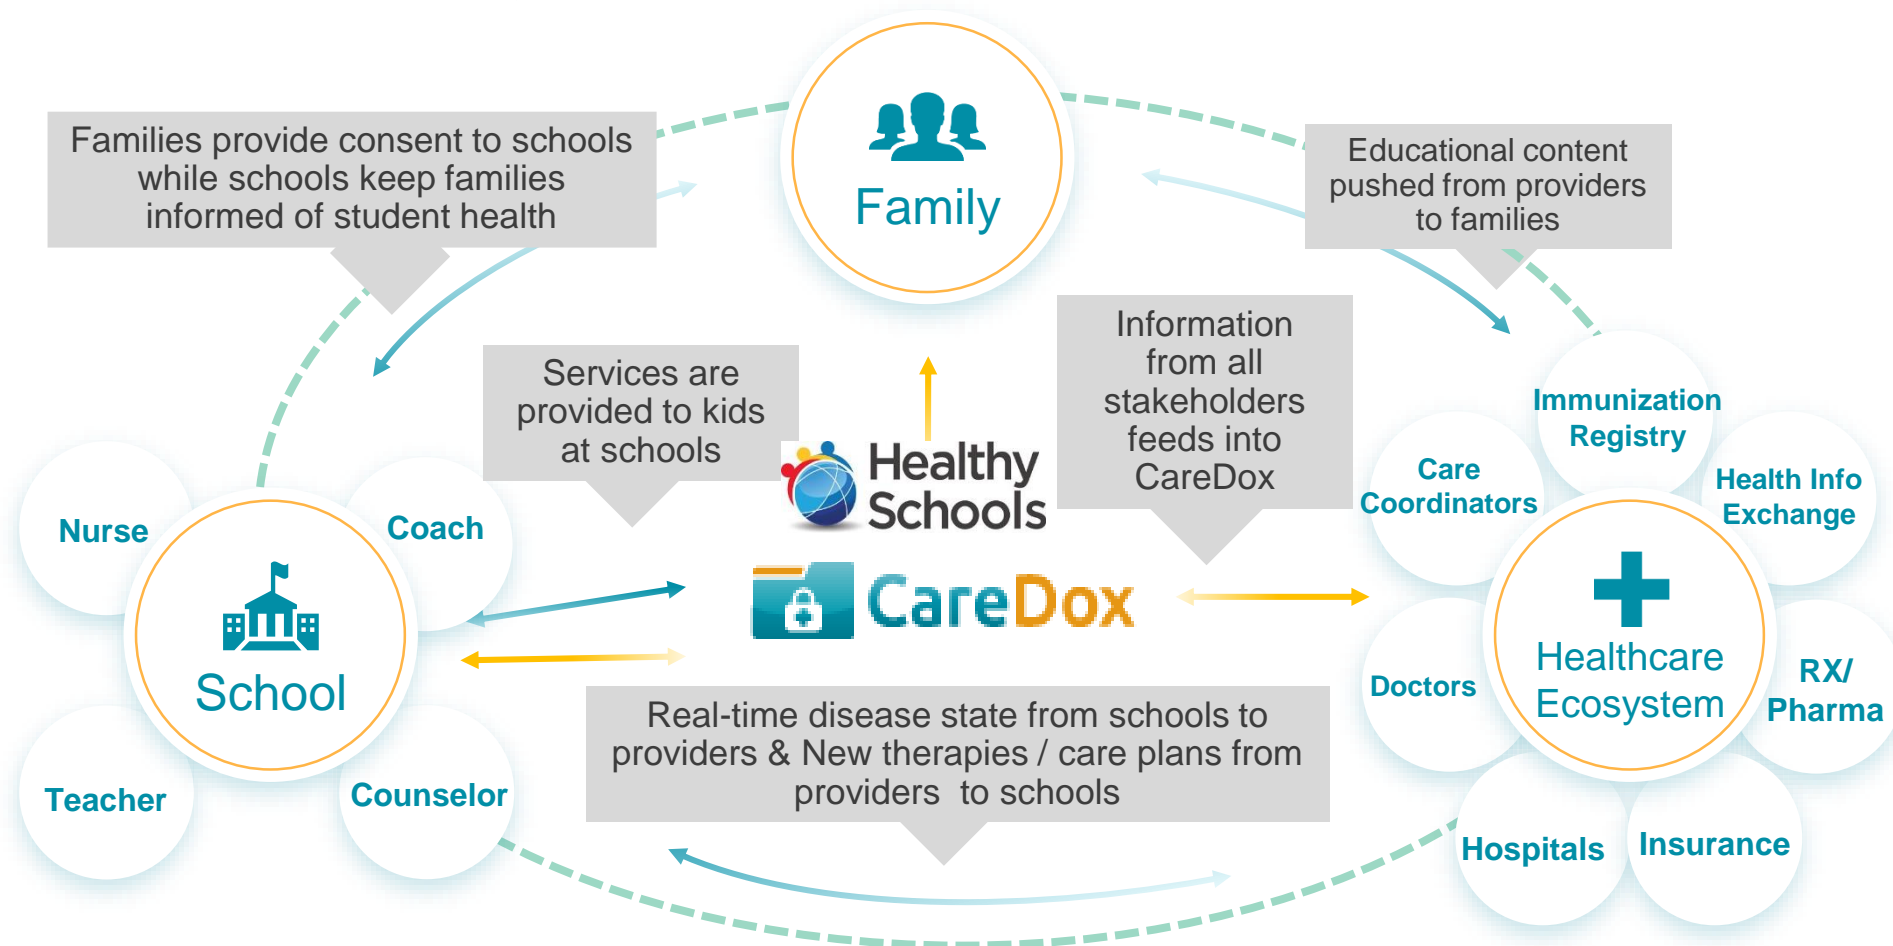 Families provide consent to schools
while schools keep families
informed of student health
Family
Educational content
pushed from providers
to families
Services are
provided to kids
at schools
Information
from all
stakeholders
feeds into
CareDox
Healthy
Schools
CareDox
Nurse
Coach
School
Teacher
Counselor
Immunization
Registry
Care
Coordinators
Health Info
Exchange
Doctors
Healthcare
Ecosystem
RX/
Pharma
Hospitals
Insurance
Real-time disease state from schools to
providers & New therapies / care plans from
providers  to schools